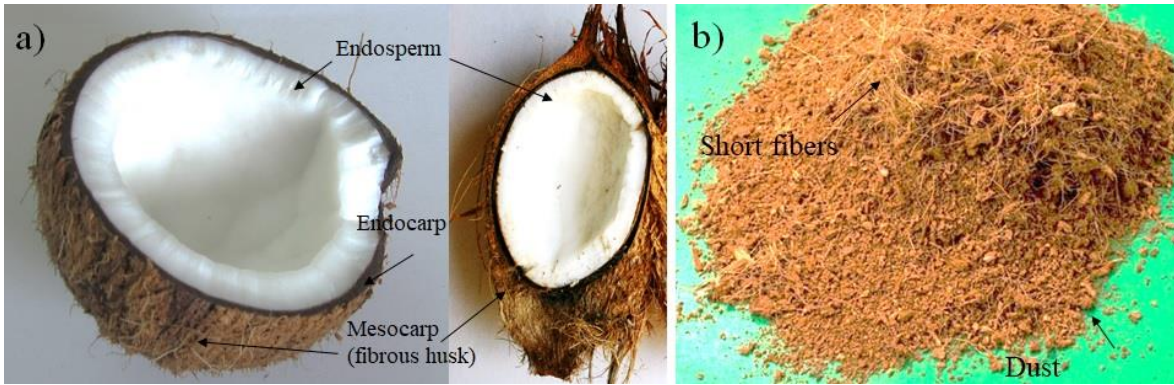 a)
Endosperm
Endocarp
Mesocarp
(fibrous husk)
b)
Short fibers
Dust